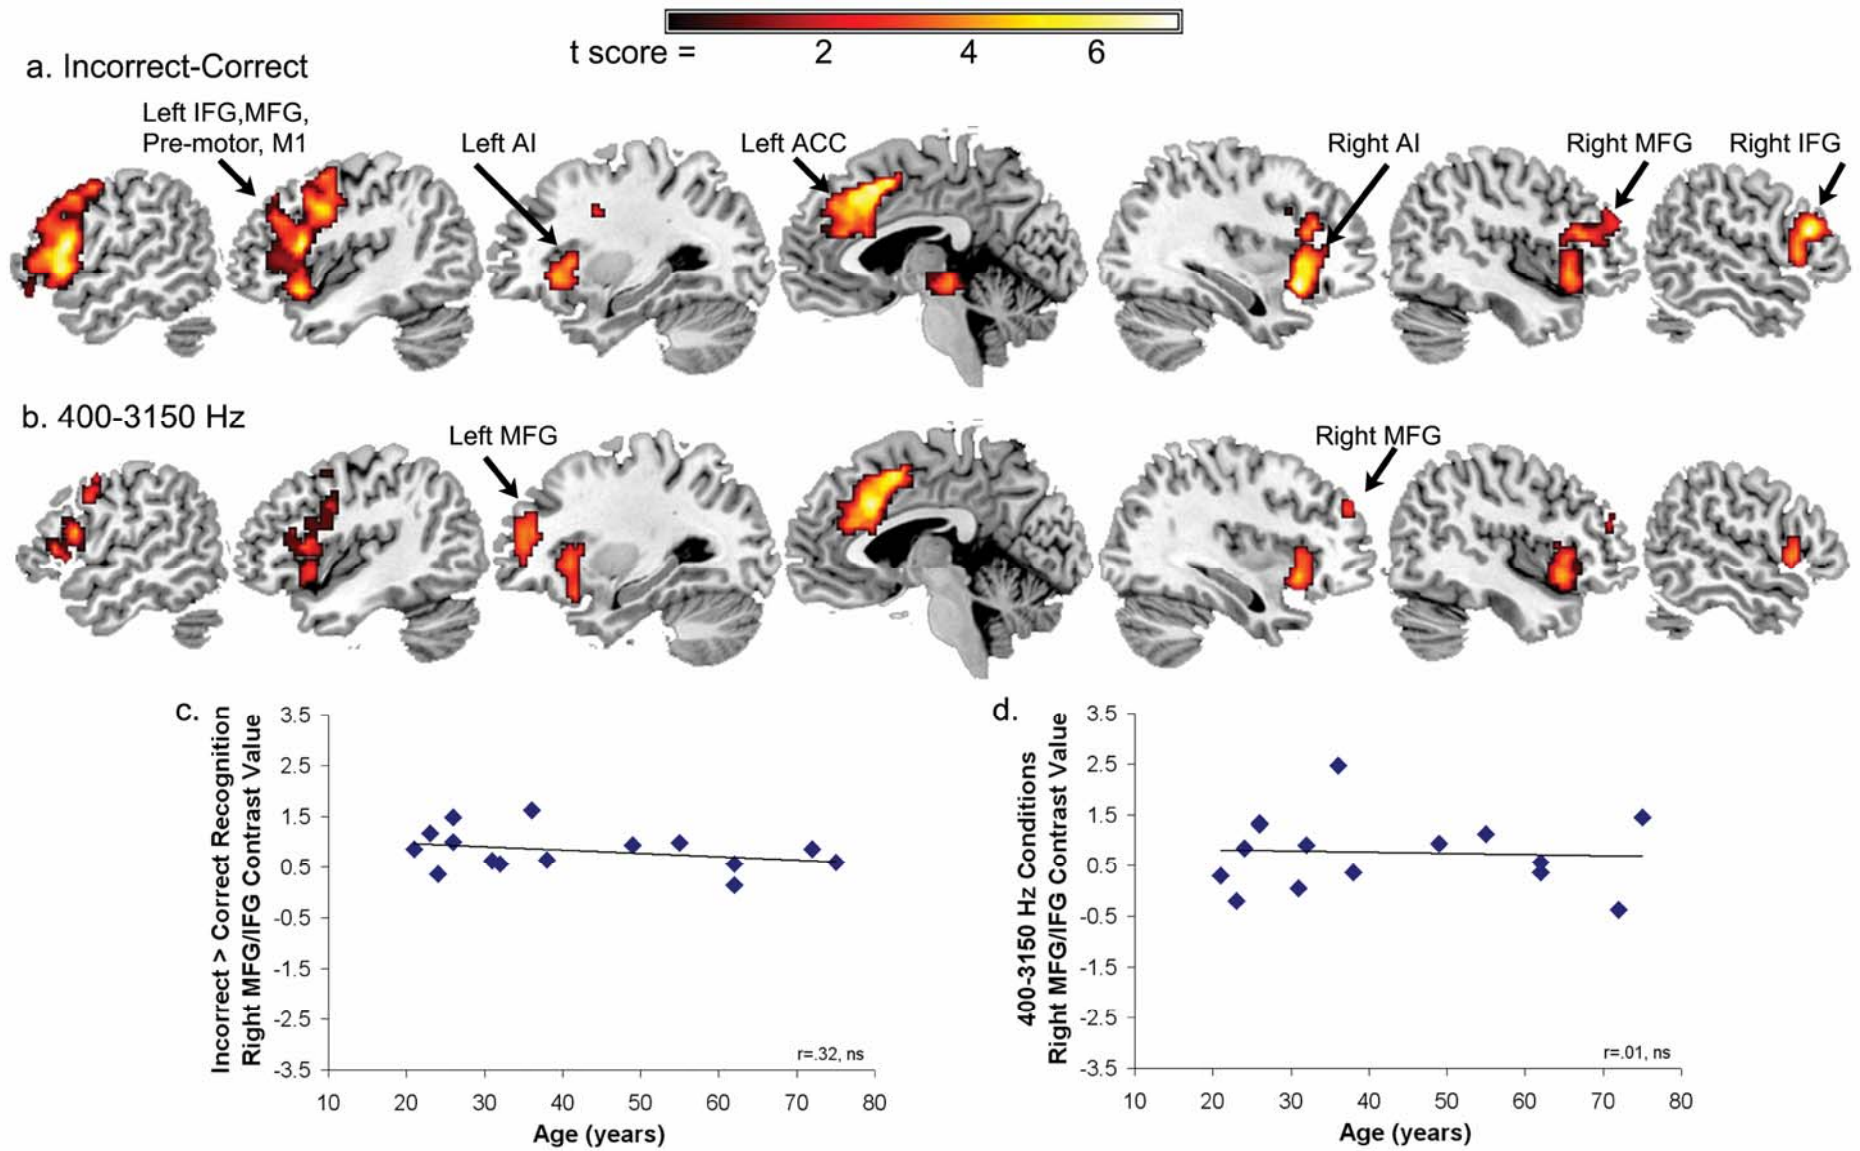 t score = 2 4 6
a. Incorrect-Correct
Left IFG,MFG,
Pre-motor, M1
Left AI
Left ACC
Right AI
Right MFG
Right IFG
b. 400-3150 Hz
Left MFG
Right MFG
c.
Incorrect > Correct Recognition
Right MFG/IFG Contrast Value
3.5
2.5
1.5
0.5
-0.5
-1.5
-2.5
-3.5
r=.32, ns
10 20 30 40 50 60 70 80
Age (years)
d.
400-3150 Hz Conditions
Right MFG/IFG Contrast Value
3.5
2.5
1.5
0.5
-0.5
-1.5
-2.5
-3.5
r=.01, ns
10 20 30 40 50 60 70 80
Age (years)